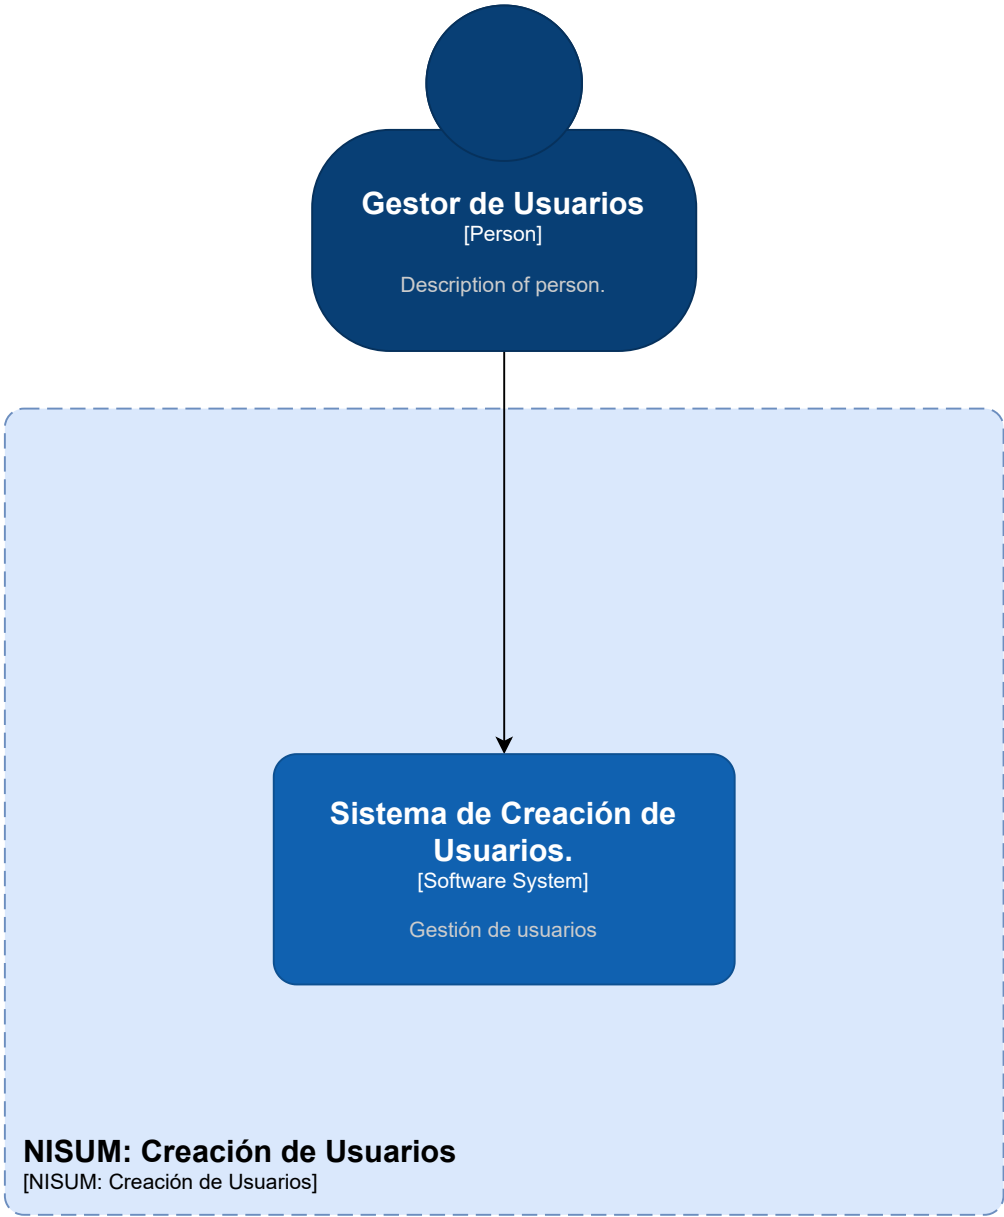 Gestor de Usuarios
[Person]
Description of person.
Sistema de Creación de
Usuarios.
[Software System]
Gestión de usuarios
NISUM: Creación de Usuarios
[NISUM: Creación de Usuarios]